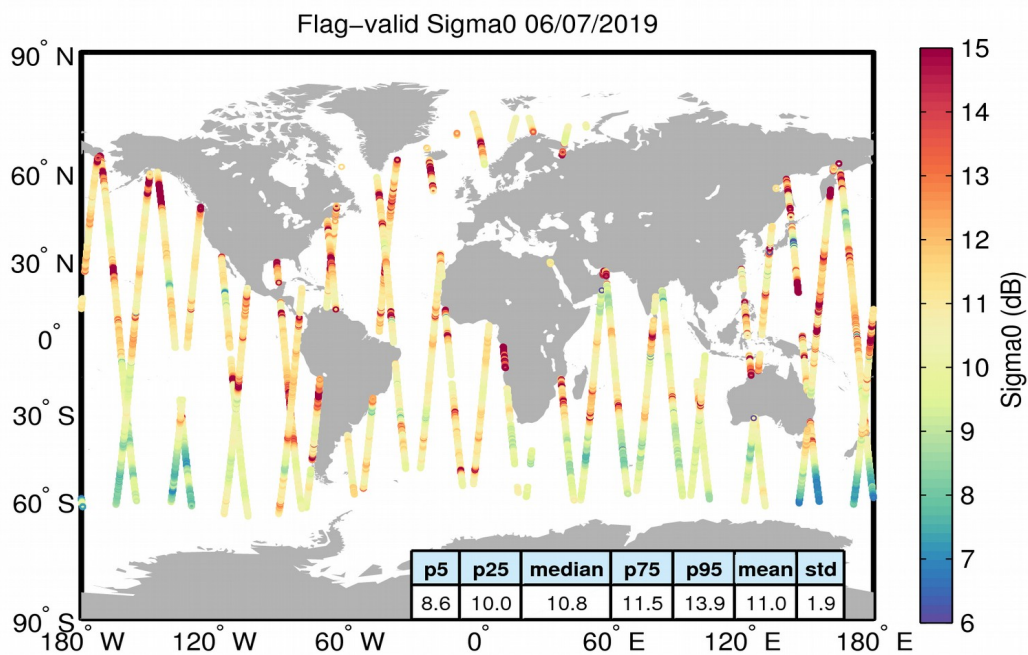 Flag-valid Sigma0 06/07/2019
90° N
60° N
30° N
0°
30° S
60° S
90° S
180° W
120° W
60° W
0°
60° E
120° E
180° E
15
14
13
12
11
10
9
8
7
6
Sigma0 (dB)
p5 p25 median p75 p95 mean std
8.6 10.0 10.8 11.5 13.9 11.0 1.9